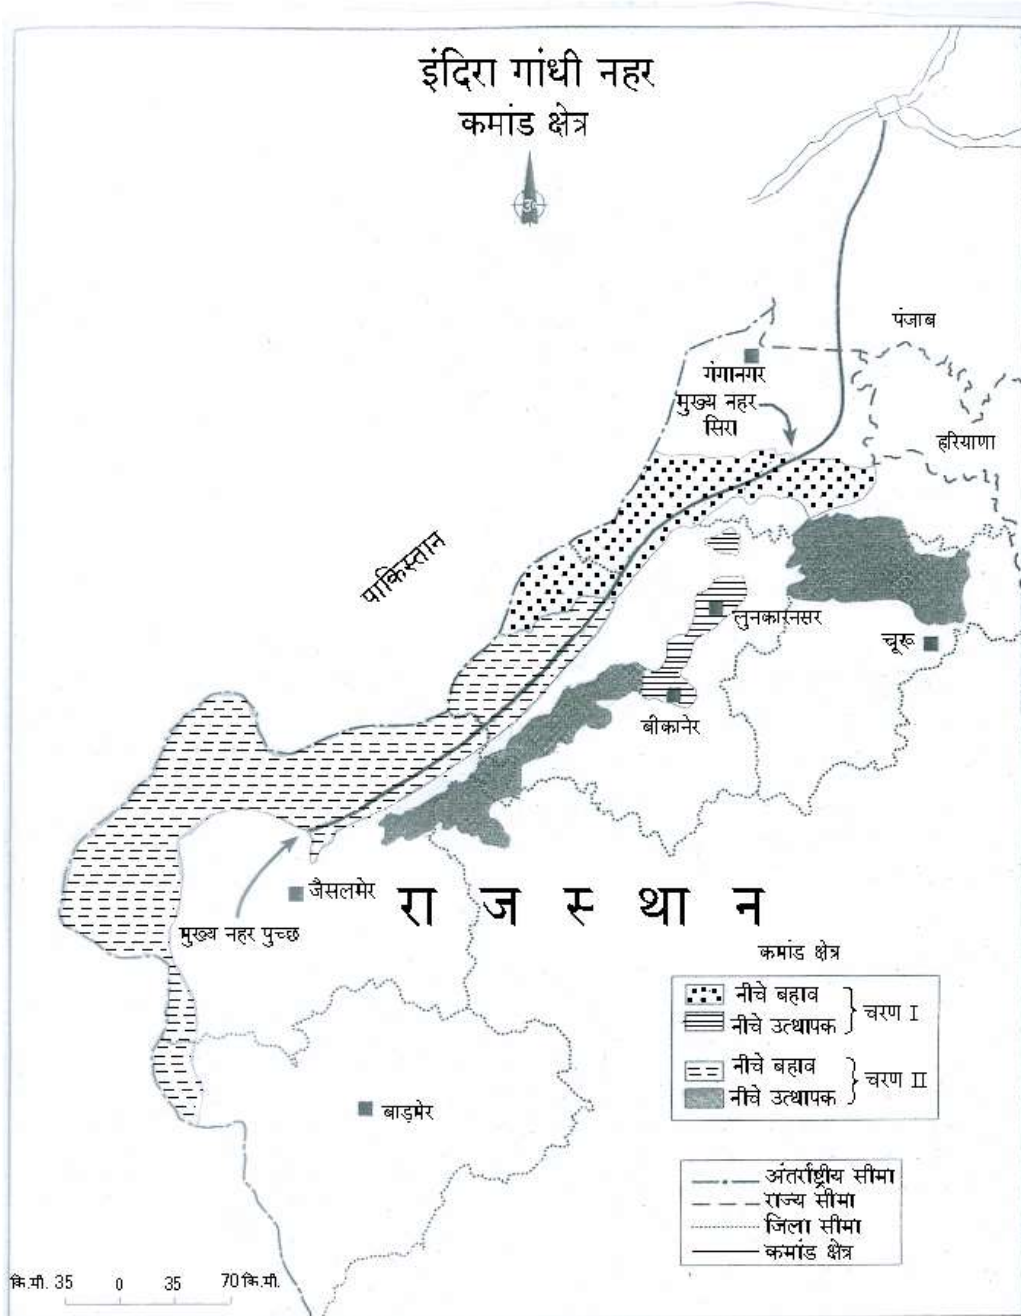 इंदिरा गांधी नहर
कमांड क्षेत्र
उ
पंजाब
गंगानगर
मुख्य नहर
सिरा
हरियाणा
पाकिस्तान
लुनकारनसर
चूरू
बीकानेर
जैसलमेर
रा ज स्थान
मुख्य नहर पुच्छ
कमांड क्षेत्र
नीचे बहाव
नीचे उत्थापक
चरण I
नीचे बहाव
नीचे उत्थापक
चरण II
बाड़मेर
अंतर्राष्ट्रीय सीमा
राज्य सीमा
जिला सीमा
कमांड क्षेत्र
कि.मी. 35 0 35 70 कि.मी.